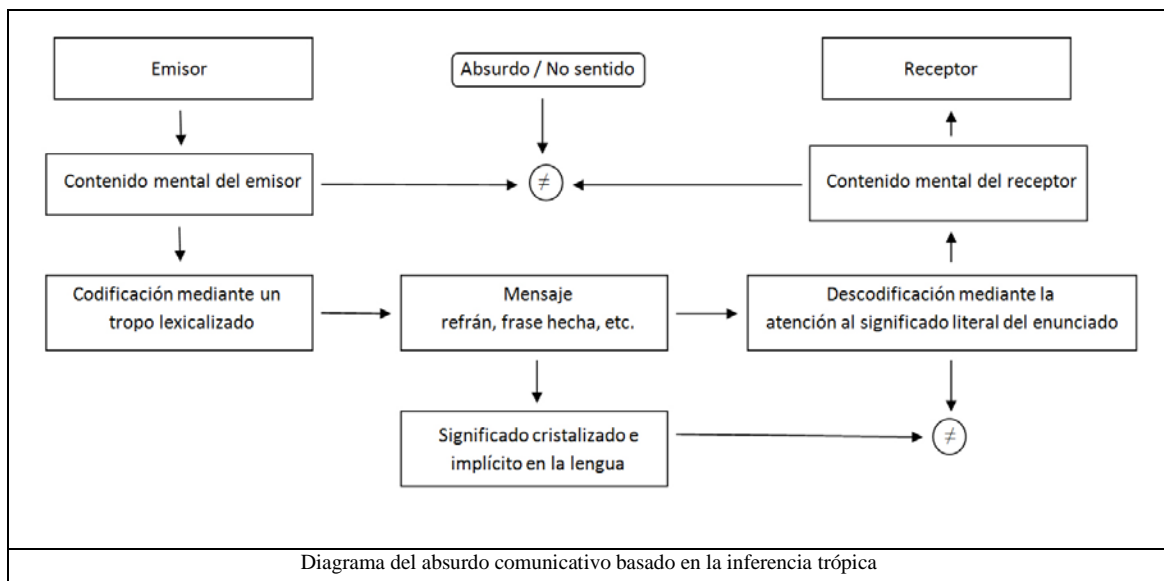 Emisor
Absurdo / No sentido
Receptor
Contenido mental del emisor
≠
Contenido mental del receptor
Codificación mediante un
tropo lexicalizado
Mensaje
refrán, frase hecha, etc.
Descodificación mediante la
atención al significado literal del enunciado
Significado cristalizado e
implícito en la lengua
≠
Diagrama del absurdo comunicativo basado en la inferencia trópica